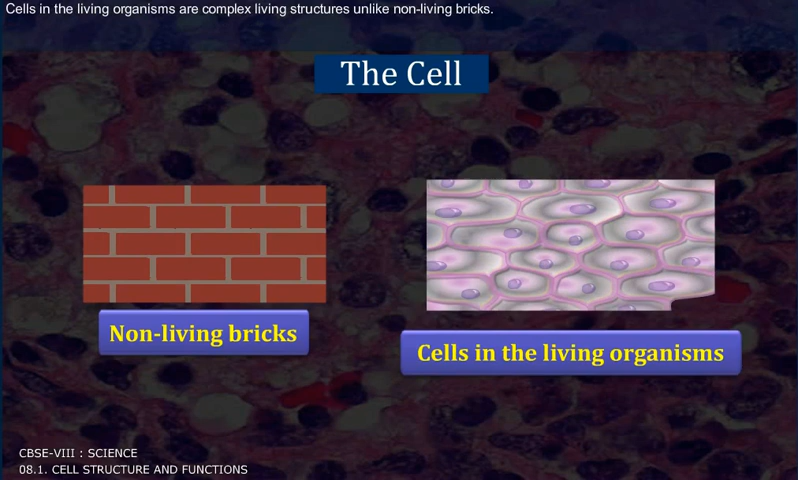 Cells in the living organisms are complex living structures unlike non-living bricks.
The Cell
Non-living bricks
Cells in the living organisms
CBSE-VIII : SCIENCE
08.1. CELL STRUCTURE AND FUNCTIONS